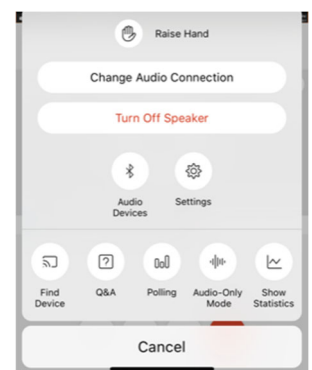 Raise Hand
Change Audio Connection
Turn Off Speaker
Audio
Devices
Settings
Find
Device
Q&A
Polling
Audio-Only
Mode
Show
Statistics
Cancel